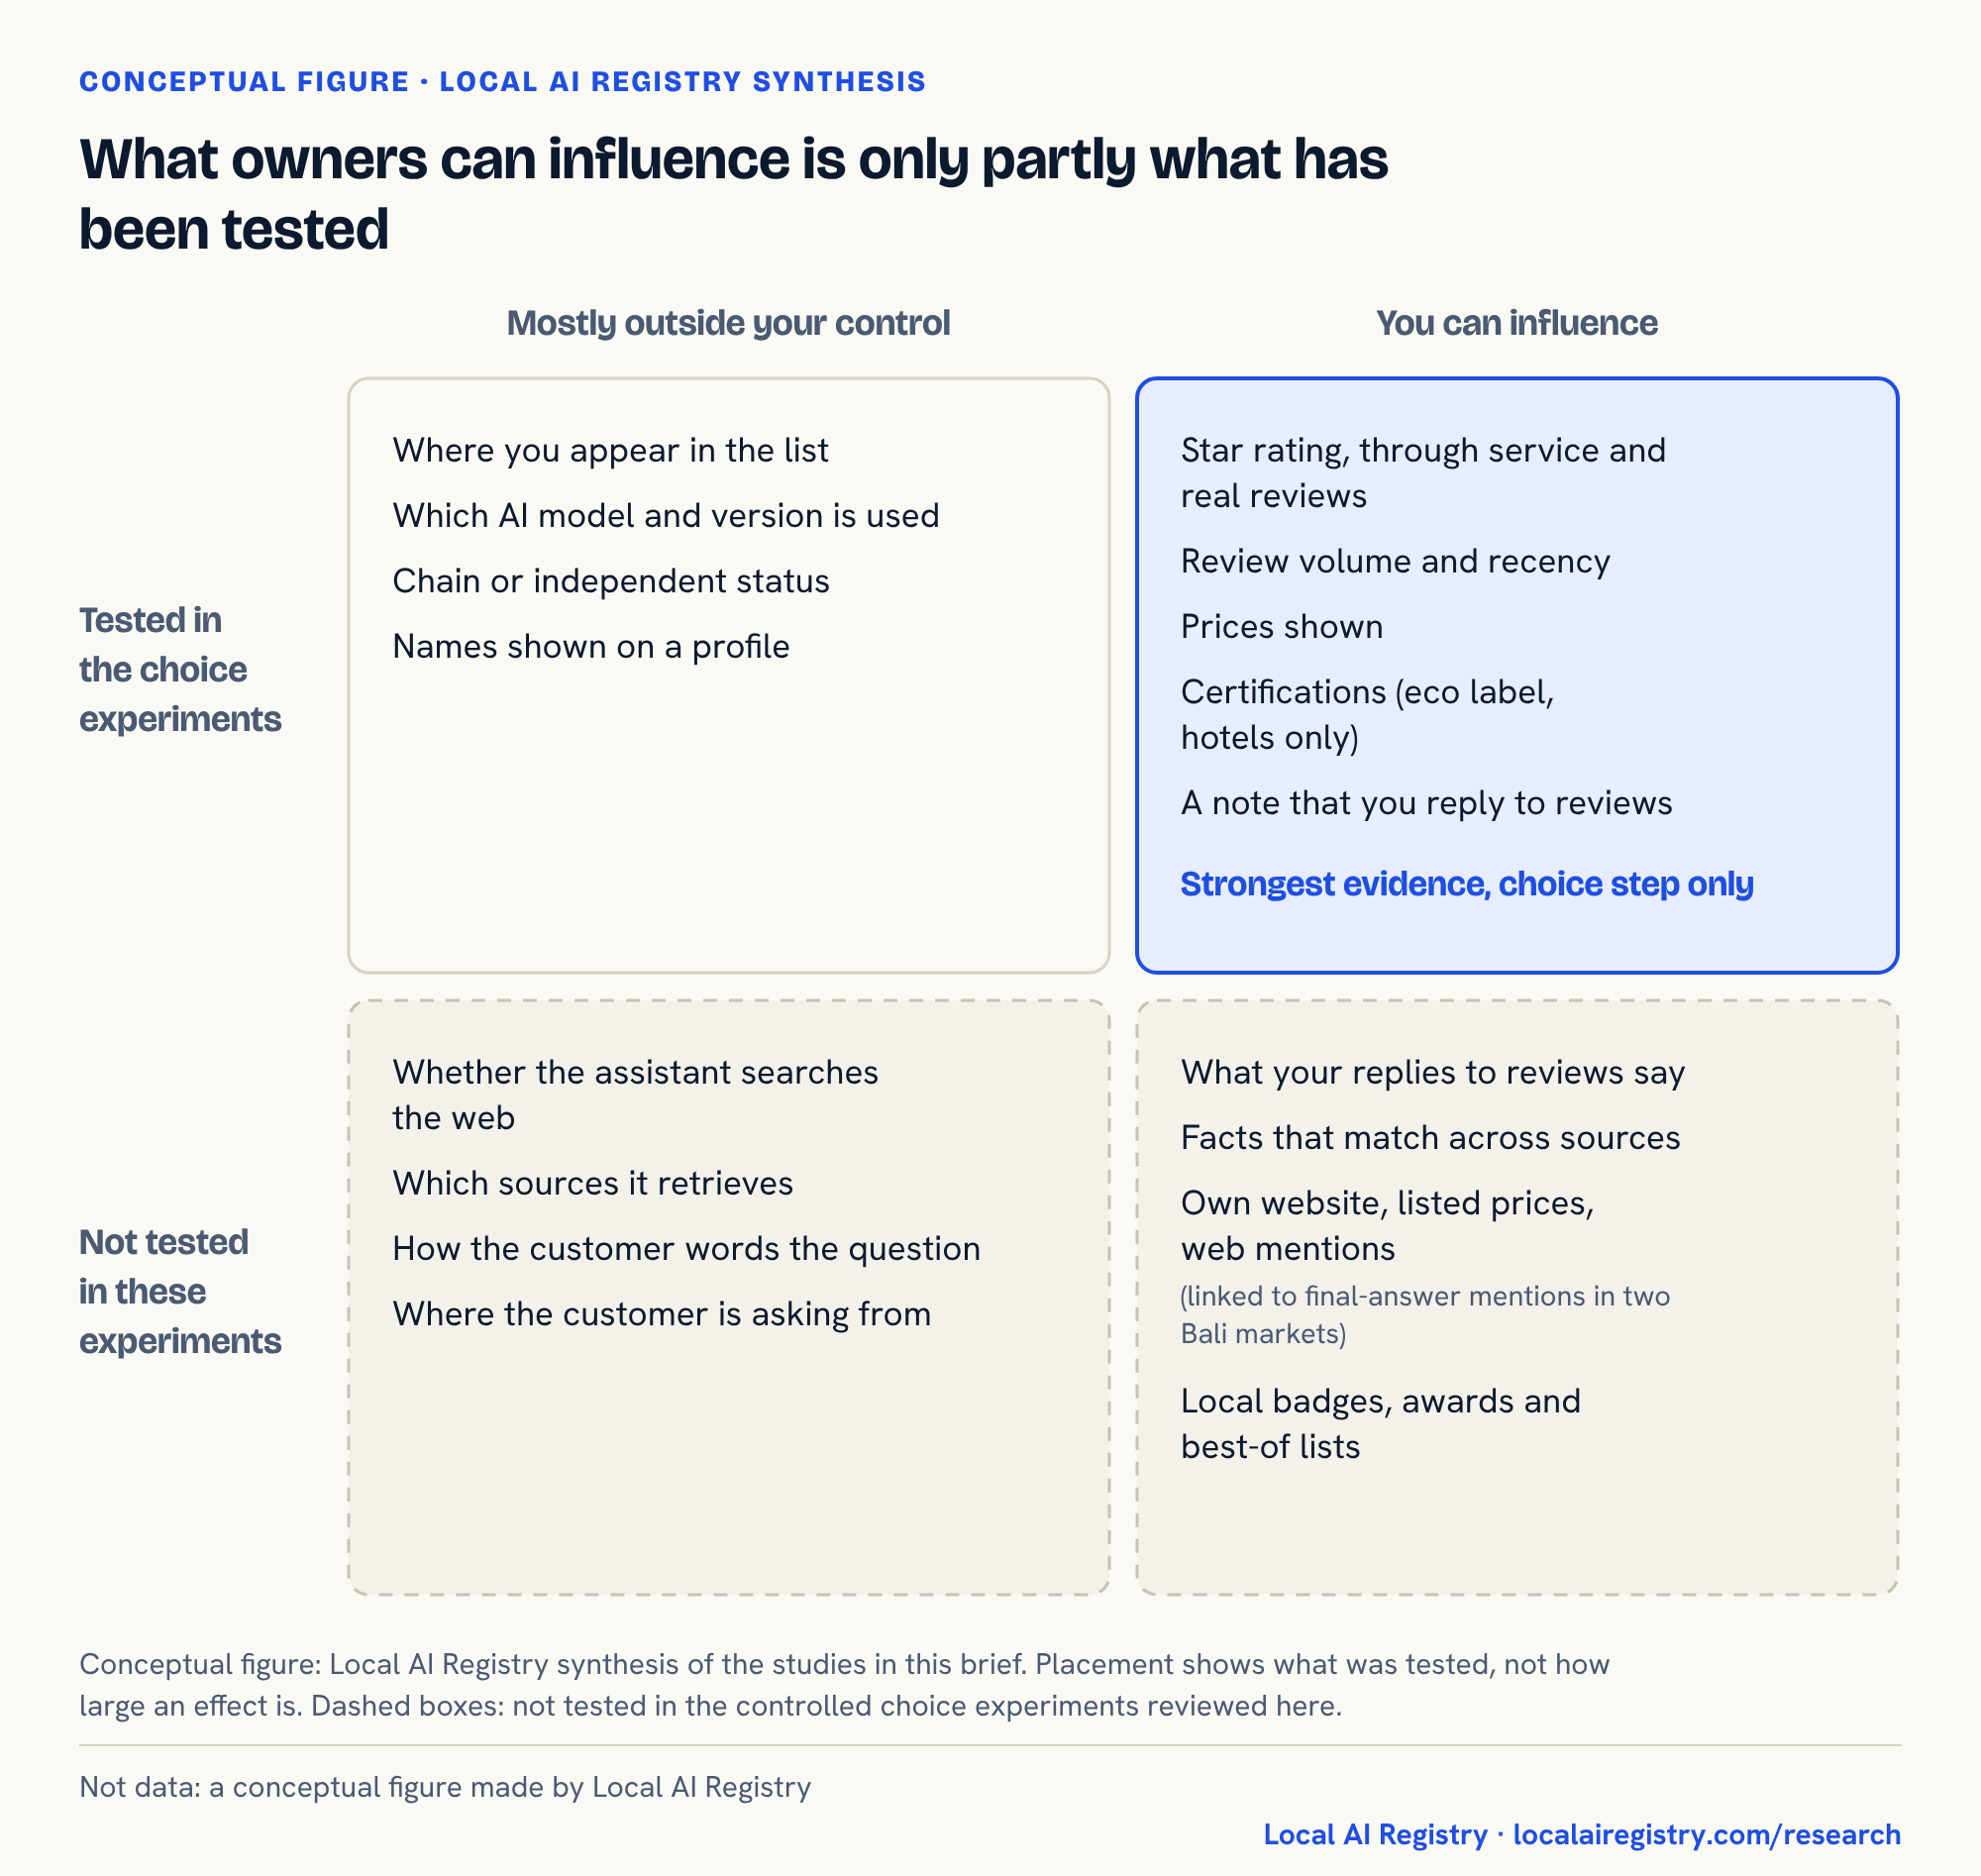 CONCEPTUAL FIGURE · LOCAL AI REGISTRY SYNTHESIS
What owners can influence is only partly what has
been tested
Mostly outside your control
You can influence
Tested in
the choice
experiments
Where you appear in the list
Which AI model and version is used
Chain or independent status
Names shown on a profile
Star rating, through service and
real reviews
Review volume and recency
Prices shown
Certifications (eco label,
hotels only)
A note that you reply to reviews
Strongest evidence, choice step only
Not tested
in these
experiments
Whether the assistant searches
the web
Which sources it retrieves
How the customer words the question
Where the customer is asking from
What your replies to reviews say
Facts that match across sources
Own website, listed prices,
web mentions
(linked to final-answer mentions in two
Bali markets)
Local badges, awards and
best-of lists
Conceptual figure: Local AI Registry synthesis of the studies in this brief. Placement shows what was tested, not how
large an effect is. Dashed boxes: not tested in the controlled choice experiments reviewed here.
Not data: a conceptual figure made by Local AI Registry
Local AI Registry · localairegistry.com/research